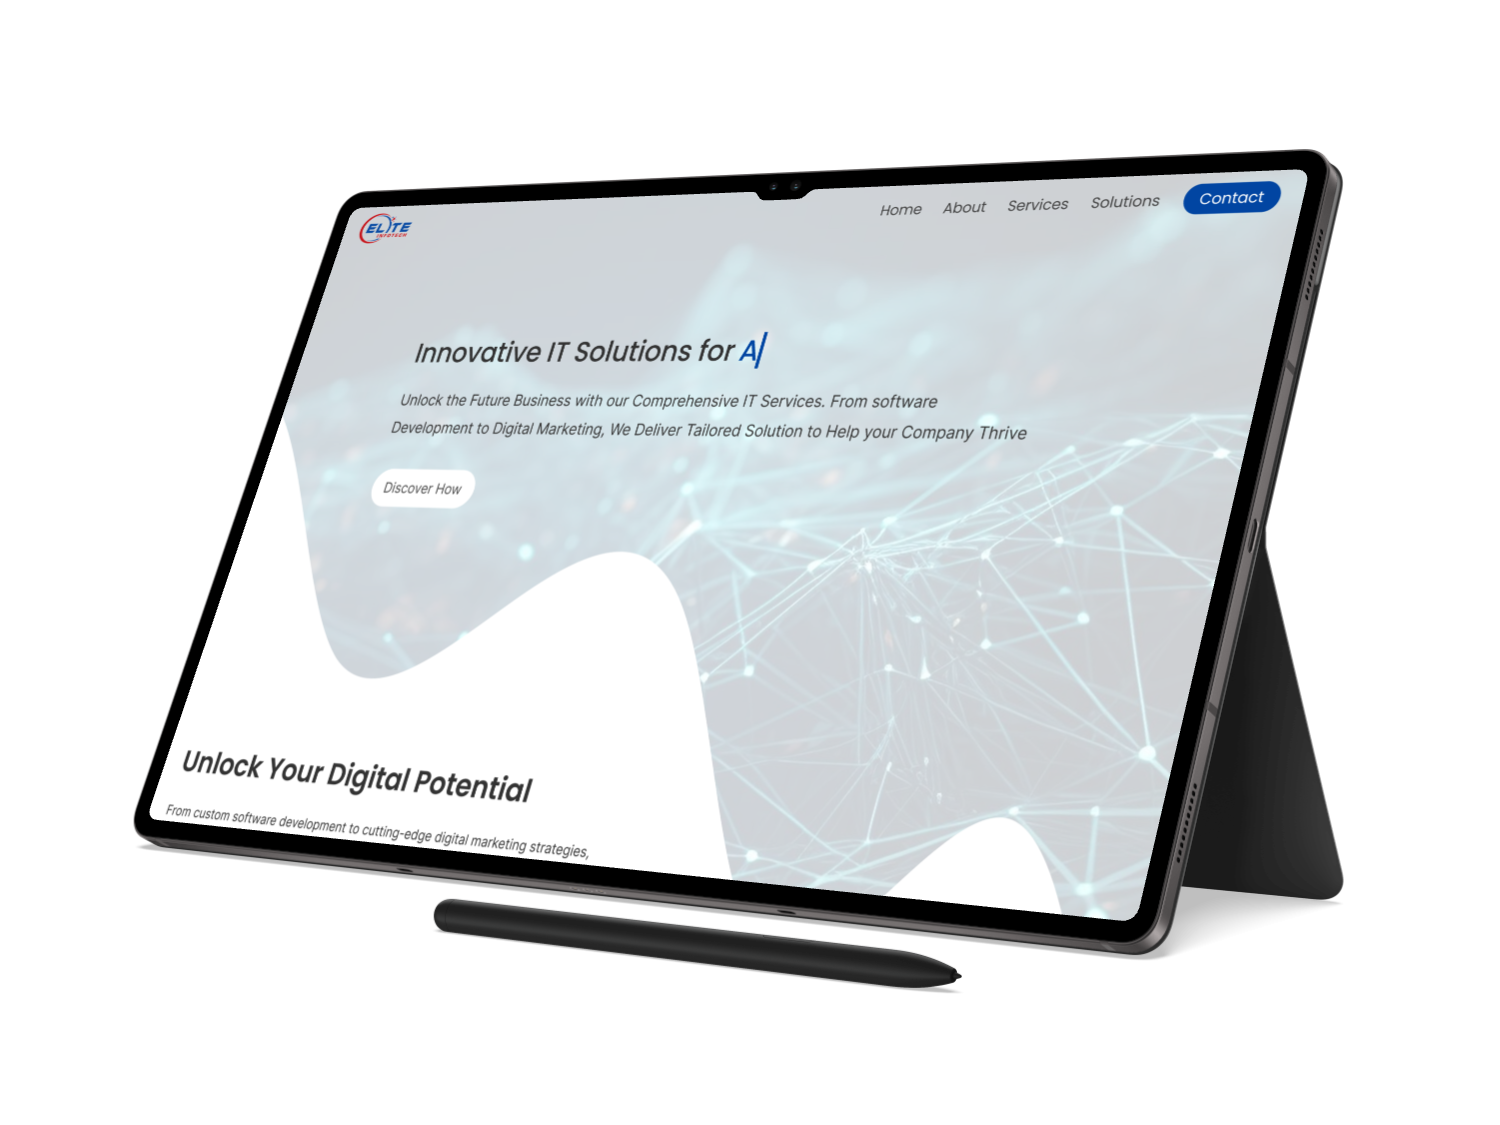 ELITE
INFOTECH
Home About Services Solutions Contact
Innovative IT Solutions for A
Unlock the Future Business with our Comprehensive IT Services. From software
Development to Digital Marketing, We Deliver Tailored Solution to Help your Company Thrive
Discover How
Unlock Your Digital Potential
From custom software development to cutting-edge digital marketing strategies,